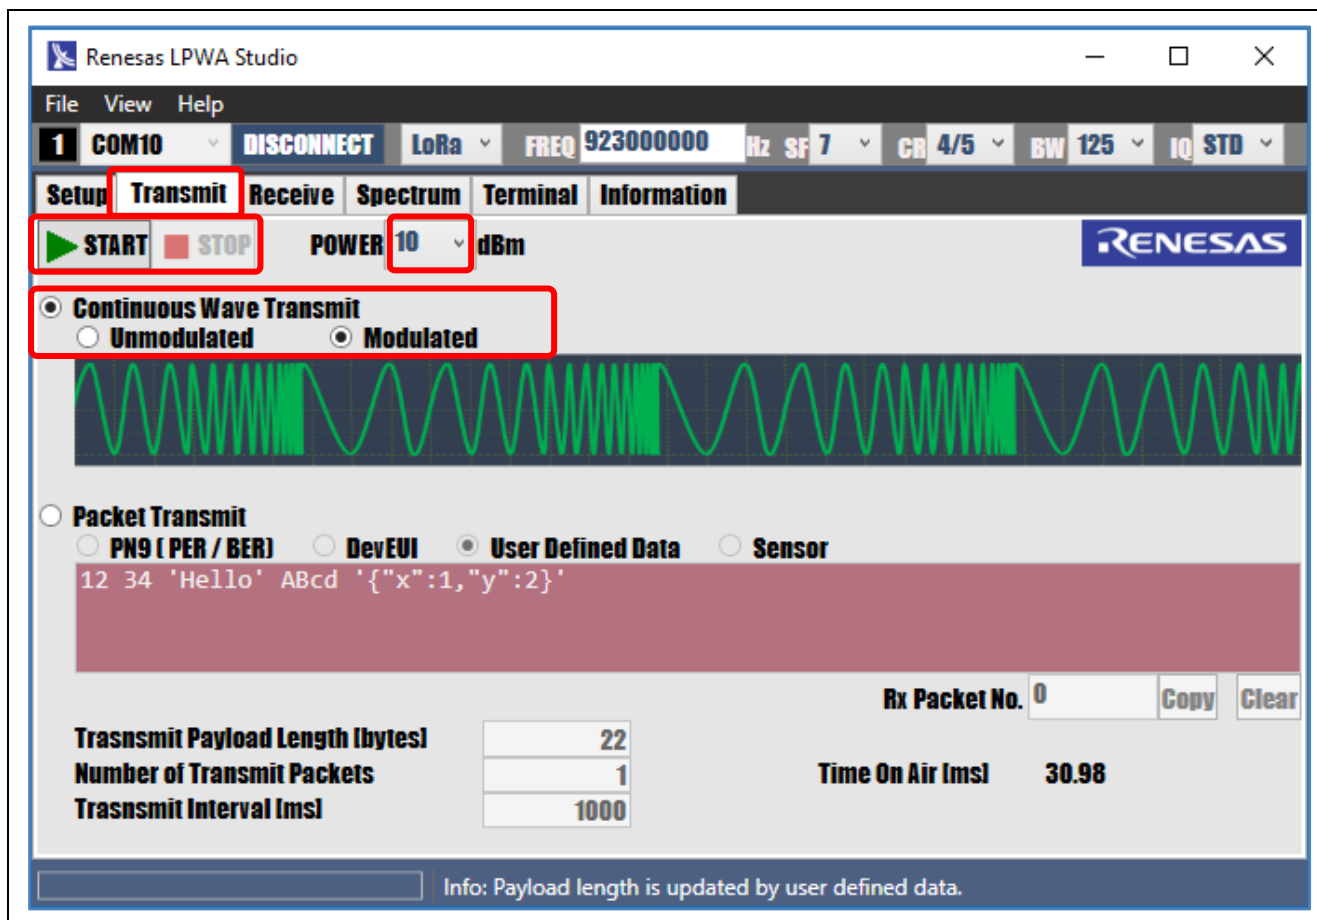 Renesas LPWA Studio
File View Help
1 COM10 DISCONNECT LoRa FREQ 923000000 Hz SF 7 CR 4/5 BW 125 IQ STD
Setup Transmit Receive Spectrum Terminal Information
START STOP POWER 10 dBm RENESAS
Continuous Wave Transmit
Unmodulated Modulated
Packet Transmit
PN9 ( PER / BER) DevEUI User Defined Data Sensor
12 34 'Hello' ABcd '{"x":1,"y":2}'
Rx Packet No. 0 Copy Clear
Trasnsmit Payload Length [bytes] 22
Number of Transmit Packets 1 Time On Air [ms] 30.98
Trasnsmit Interval [ms] 1000
Info: Payload length is updated by user defined data.